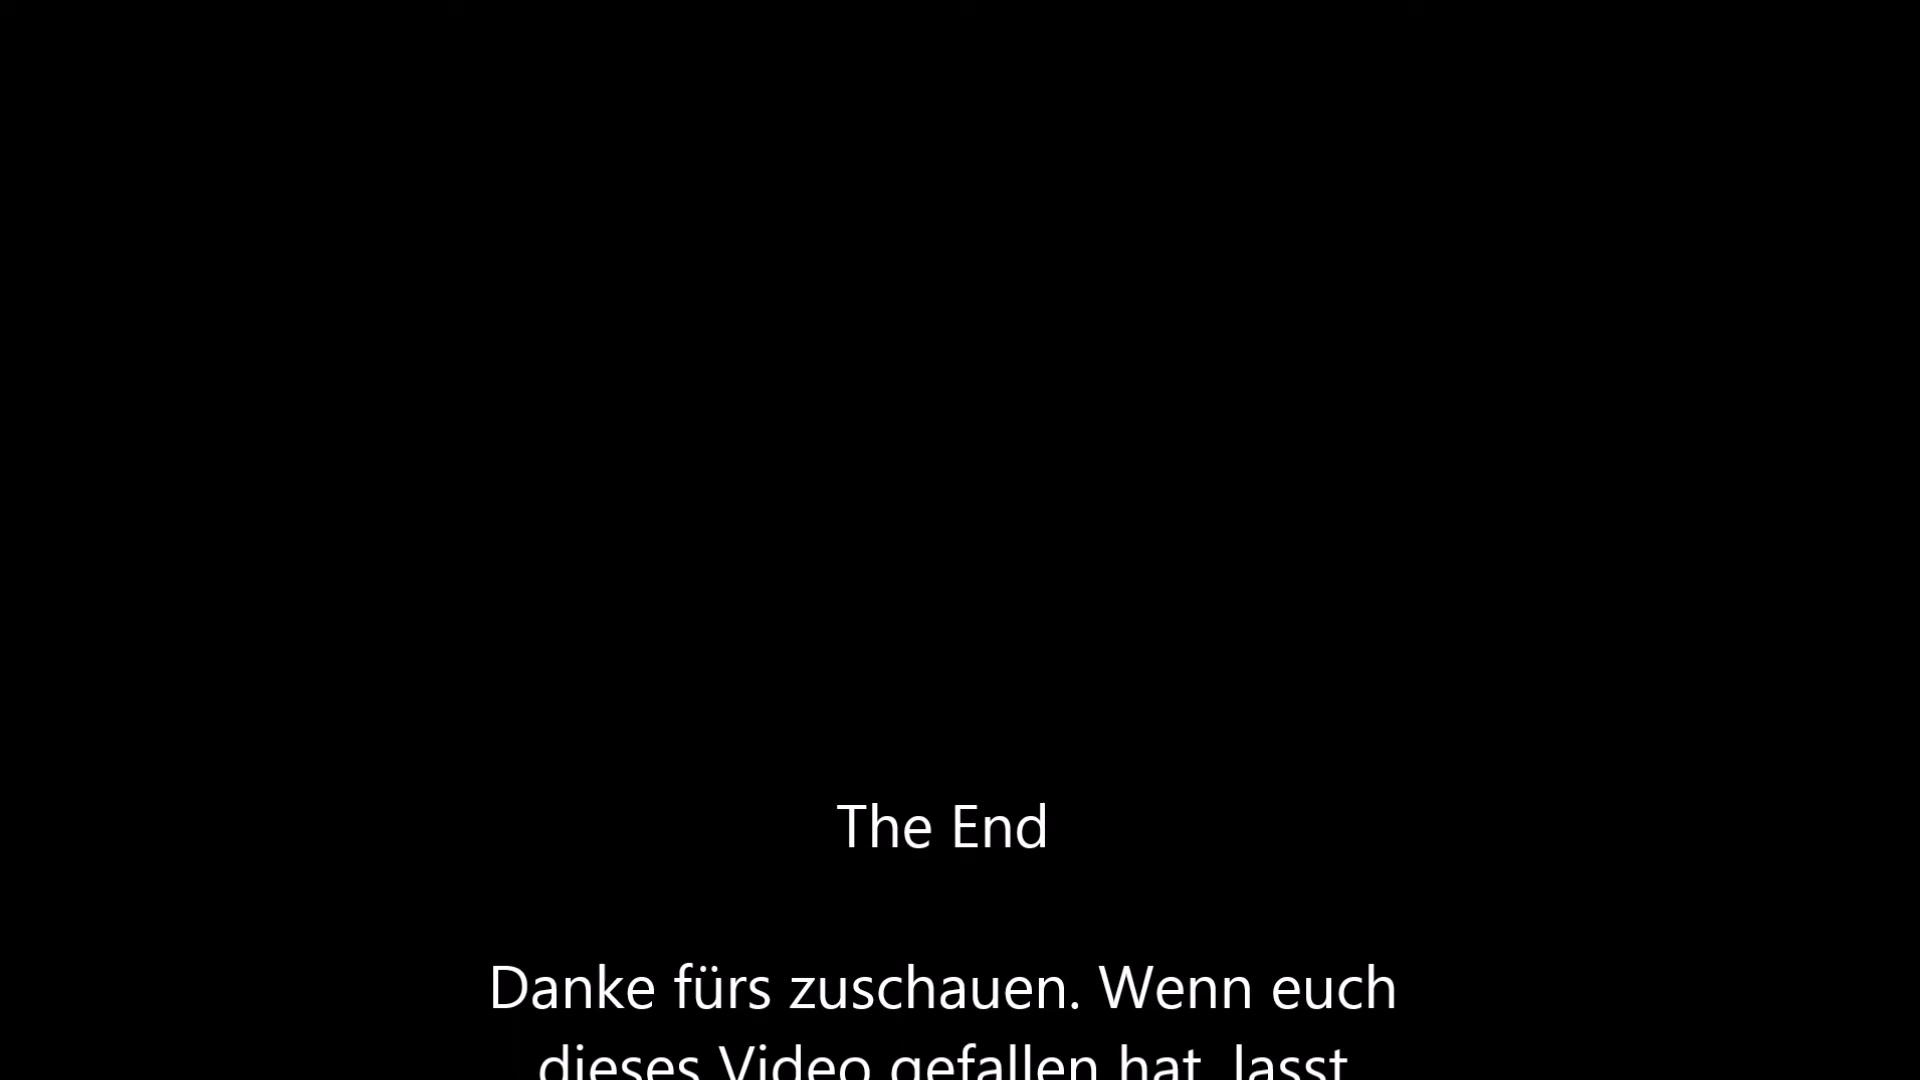 The End
Danke fürs zuschauen. Wenn euch
dieses Video gefallen hat, lasst